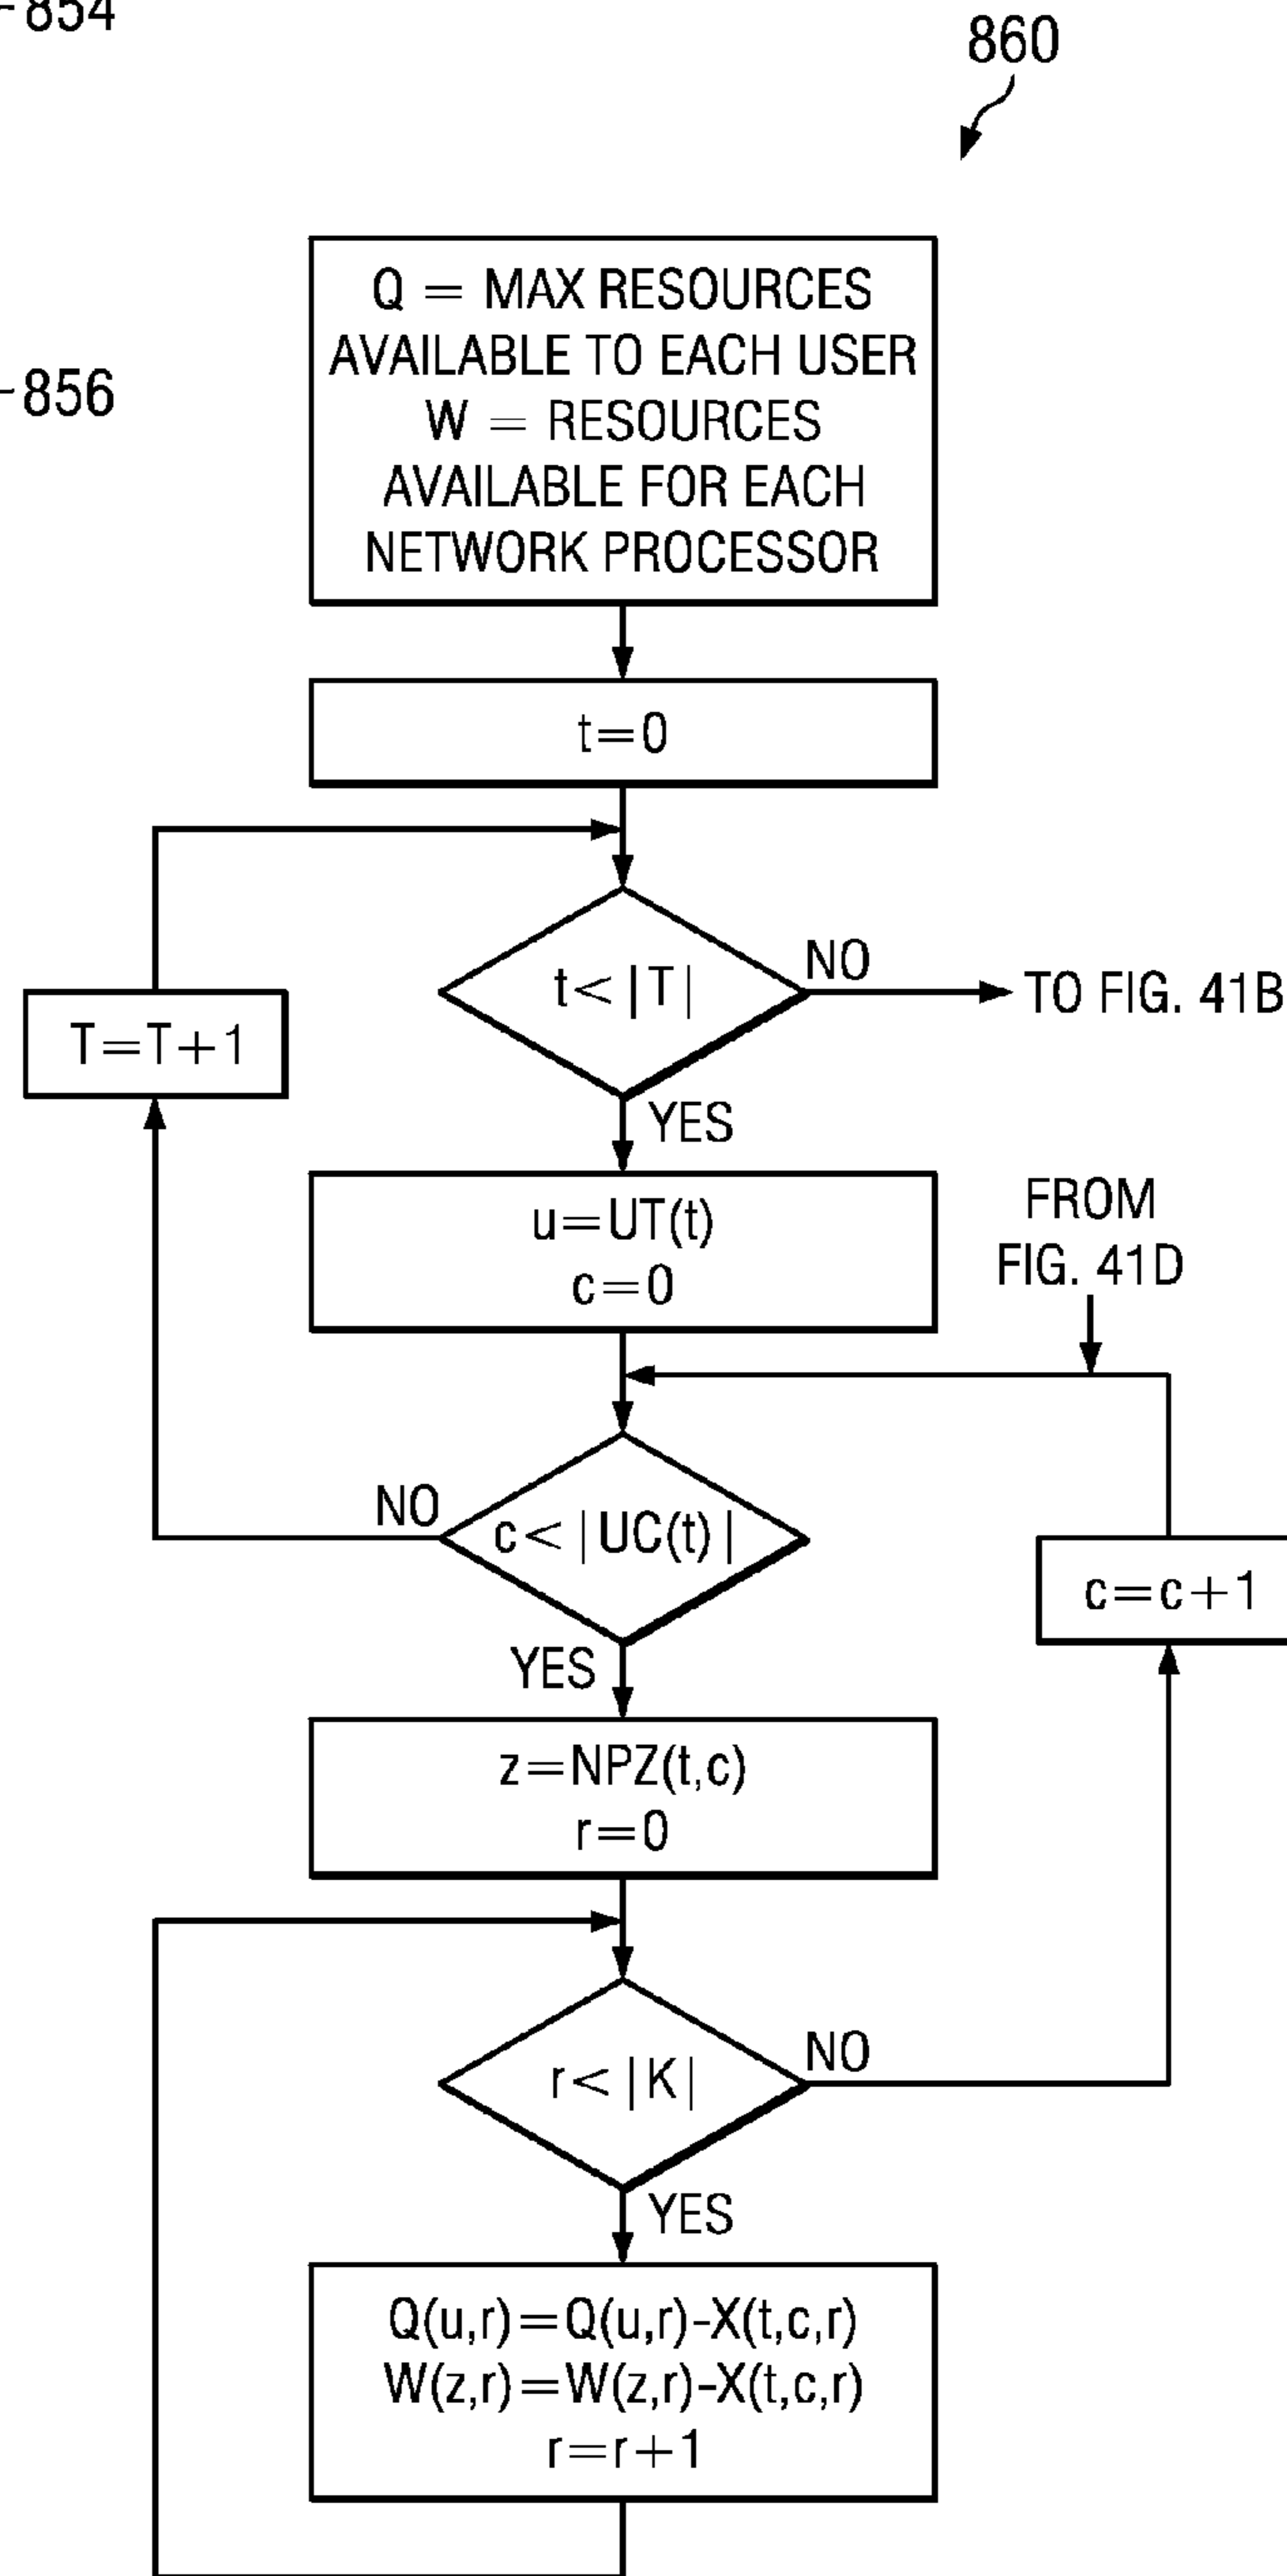 854
860
856
Q = MAX RESOURCES
AVAILABLE TO EACH USER
W = RESOURCES
AVAILABLE FOR EACH
NETWORK PROCESSOR
t=0
t<|T|
NO
TO FIG. 41B
T=T+1
YES
u=UT(t)
c=0
FROM
FIG. 41D
NO
c<|UC(t)|
c=c+1
YES
z=NPZ(t,c)
r=0
r<|K|
NO
YES
Q(u,r)=Q(u,r)-X(t,c,r)
W(z,r)=W(z,r)-X(t,c,r)
r=r+1